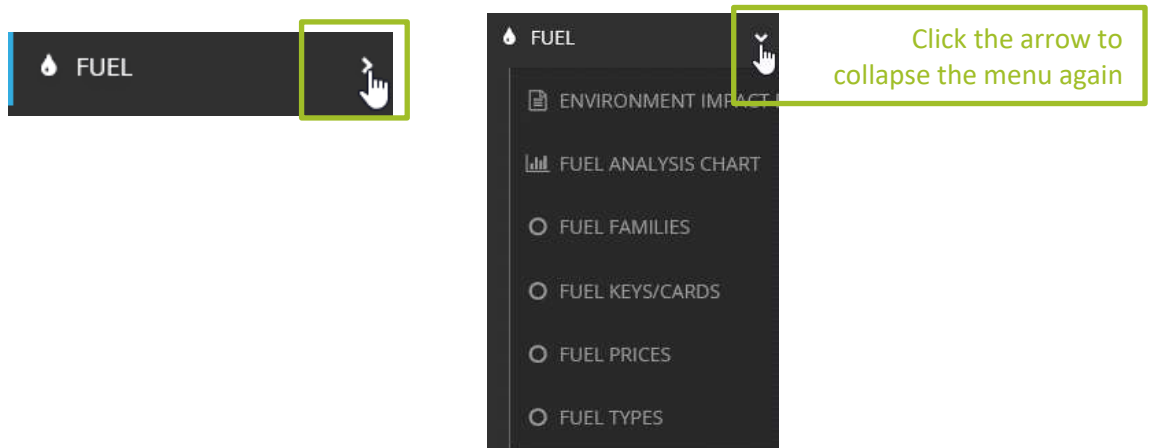 FUEL
FUEL
Click the arrow to
collapse the menu again
ENVIRONMENT IMPACT
FUEL ANALYSIS CHART
FUEL FAMILIES
FUEL KEYS/CARDS
FUEL PRICES
FUEL TYPES